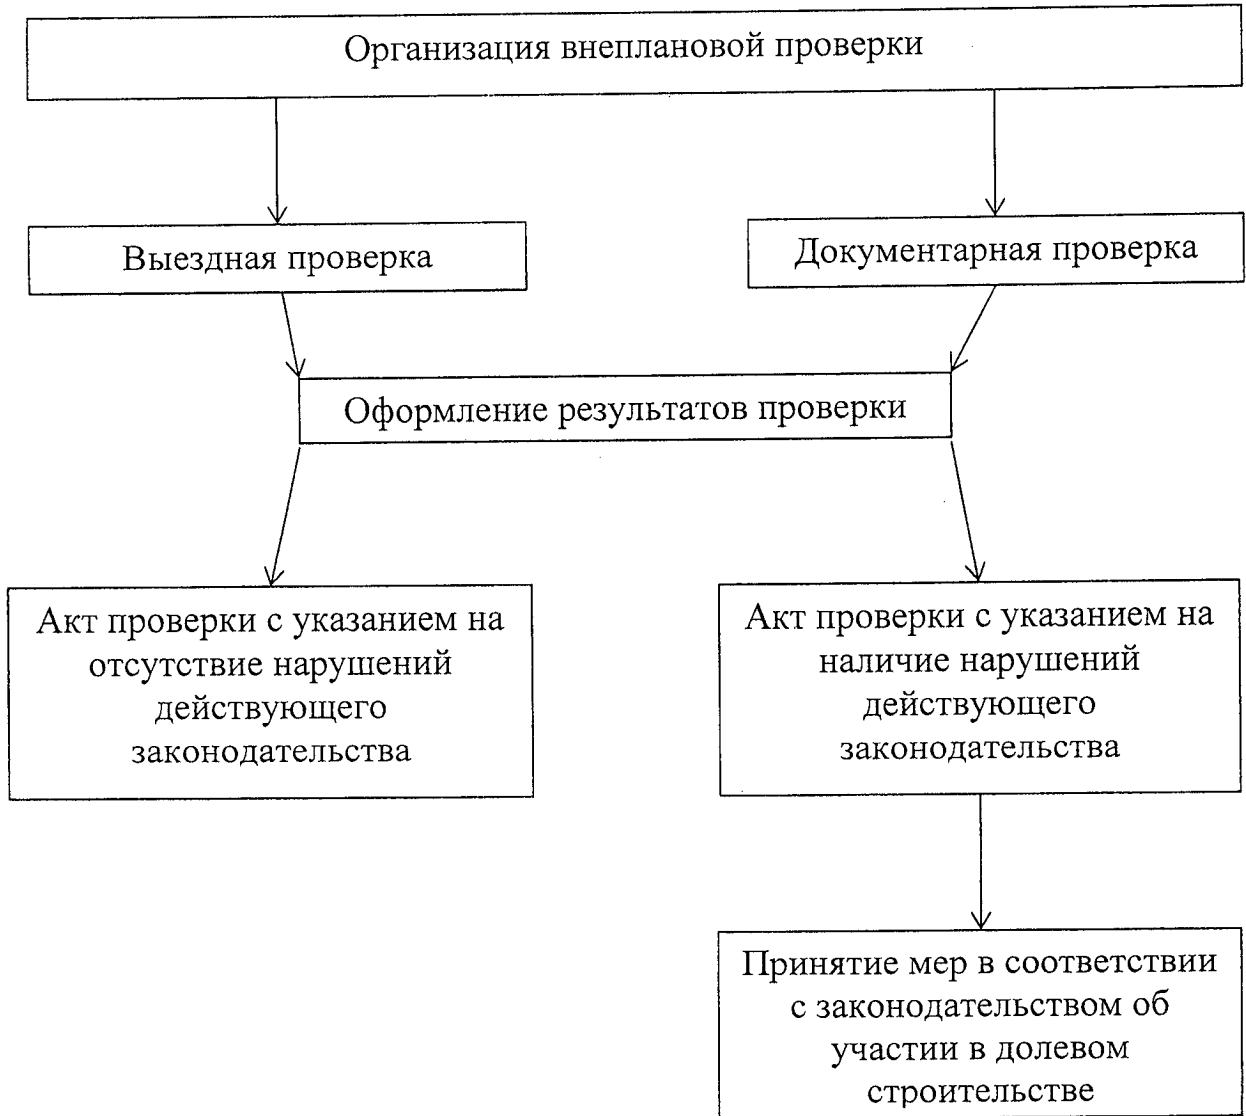 Организация внеплановой проверки
Выездная проверка
Документарная проверка
Оформление результатов проверки
Акт проверки с указанием на
отсутствие нарушений
действующего
законодательства
Акт проверки с указанием на
наличие нарушений
действующего
законодательства
Принятие мер в соответствии
с законодательством об
участии в долевом
строительстве